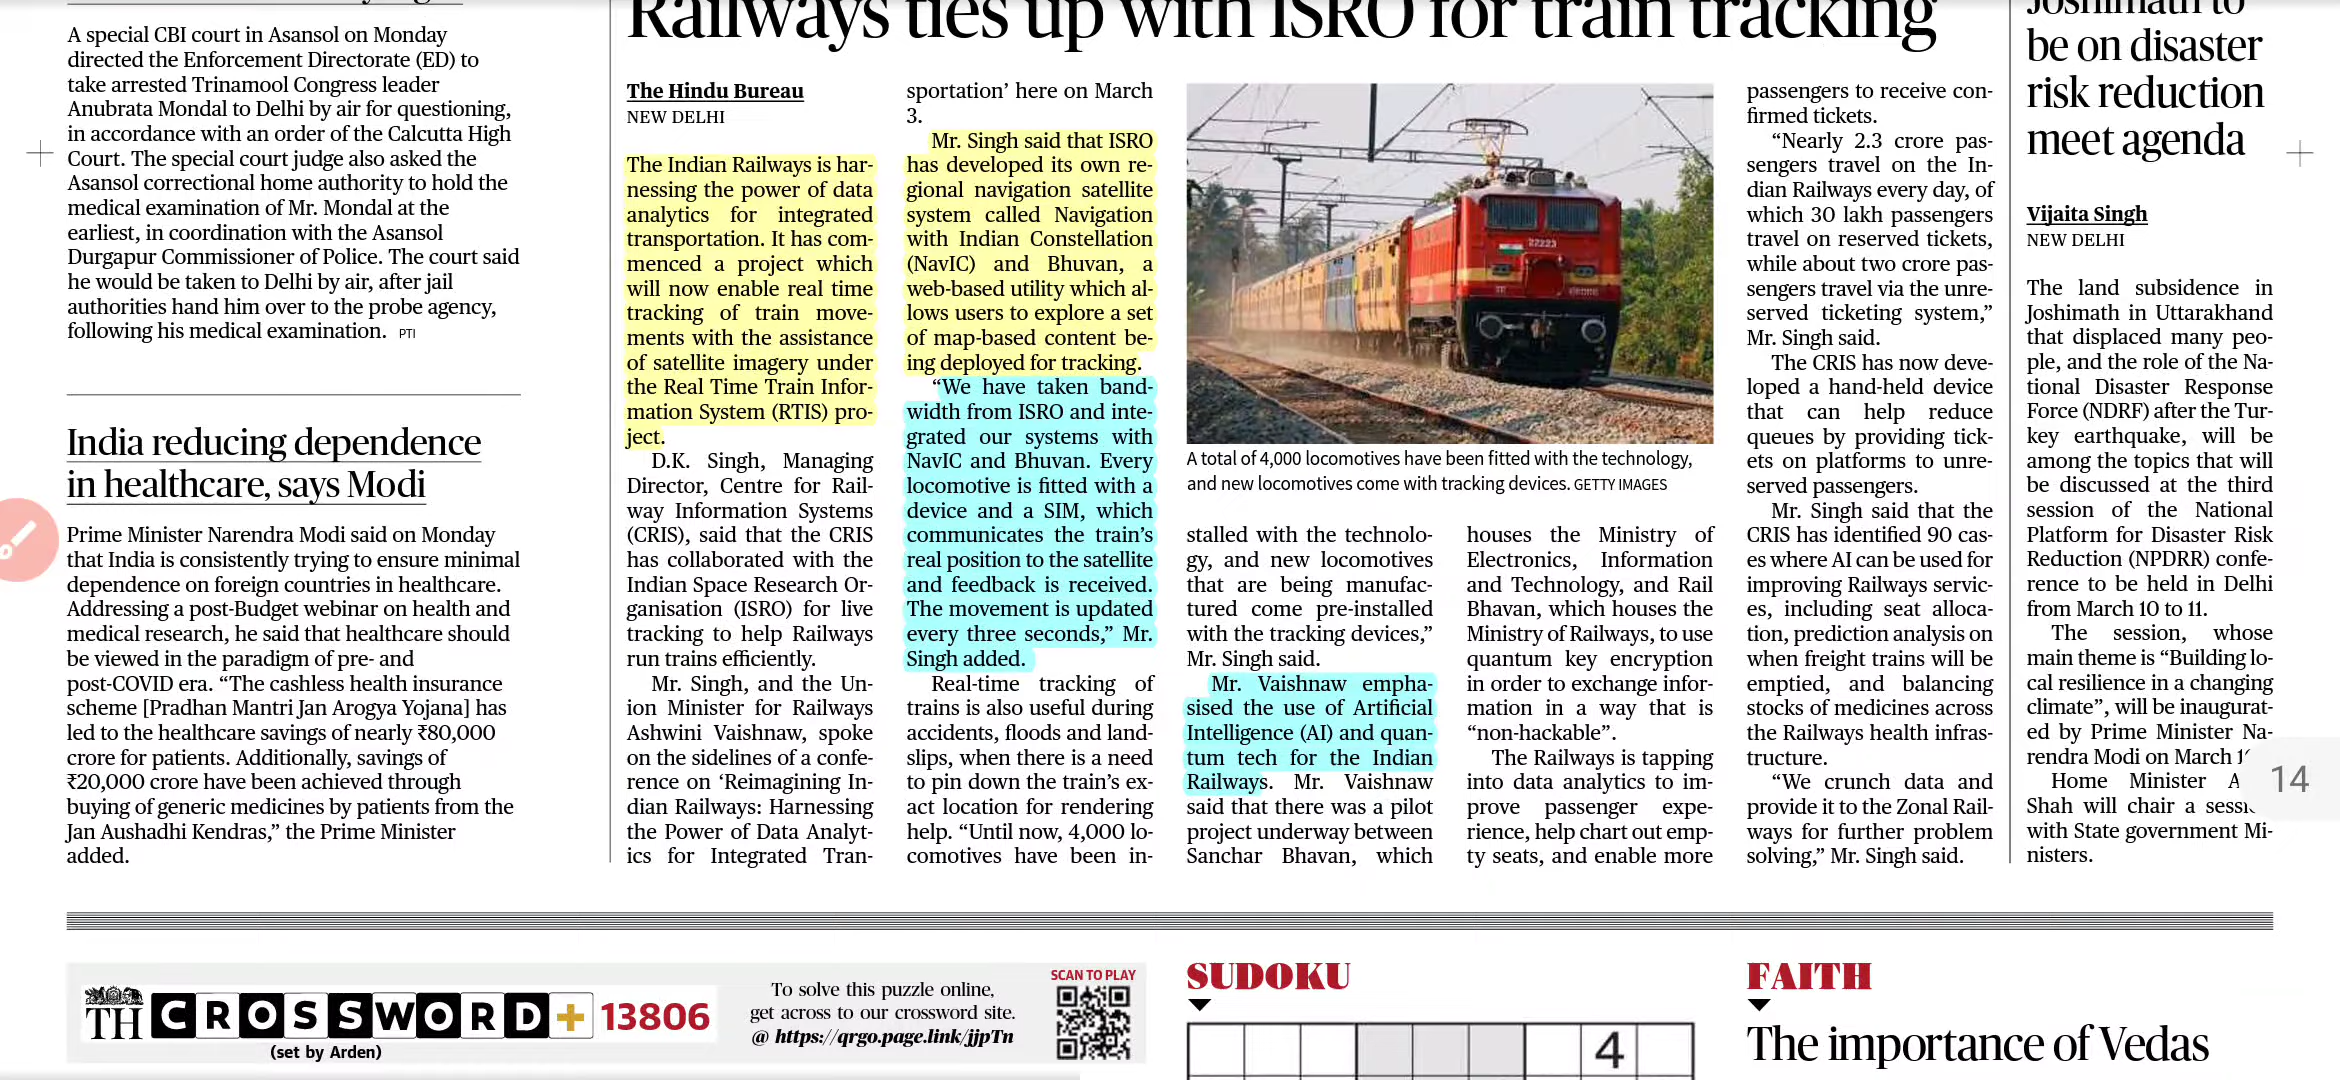 Railways ties up with ISRO for train tracking
A special CBI court in Asansol on Monday
directed the Enforcement Directorate (ED) to
take arrested Trinamool Congress leader
Anubrata Mondal to Delhi by air for questioning,
in accordance with an order of the Calcutta High
Court. The special court judge also asked the
Asansol correctional home authority to hold the
medical examination of Mr. Mondal at the
earliest, in coordination with the Asansol
Durgapur Commissioner of Police. The court said
he would be taken to Delhi by air, after jail
authorities hand him over to the probe agency,
following his medical examination. PTI
India reducing dependence
in healthcare, says Modi
Prime Minister Narendra Modi said on Monday
that India is consistently trying to ensure minimal
dependence on foreign countries in healthcare.
Addressing a post-Budget webinar on health and
medical research, he said that healthcare should
be viewed in the paradigm of pre- and
post-COVID era. “The cashless health insurance
scheme [Pradhan Mantri Jan Arogya Yojana] has
led to the healthcare savings of nearly ₹80,000
crore for patients. Additionally, savings of
₹20,000 crore have been achieved through
buying of generic medicines by patients from the
Jan Aushadhi Kendras,” the Prime Minister
added.
The Hindu Bureau
NEW DELHI
The Indian Railways is har-
nessing the power of data
analytics for integrated
transportation. It has com-
menced a project which
will now enable real time
tracking of train move-
ments with the assistance
of satellite imagery under
the Real Time Train Infor-
mation System (RTIS) pro-
ject.
D.K. Singh, Managing
Director, Centre for Rail-
way Information Systems
(CRIS), said that the CRIS
has collaborated with the
Indian Space Research Or-
ganisation (ISRO) for live
tracking to help Railways
run trains efficiently.
Mr. Singh, and the Un-
ion Minister for Railways
Ashwini Vaishnaw, spoke
on the sidelines of a confe-
rence on ‘Reimagining In-
dian Railways: Harnessing
the Power of Data Analyt-
ics for Integrated Tran-
sportation’ here on March
3.
Mr. Singh said that ISRO
has developed its own re-
gional navigation satellite
system called Navigation
with Indian Constellation
(NavIC) and Bhuvan, a
web-based utility which al-
lows users to explore a set
of map-based content be-
ing deployed for tracking.
“We have taken band-
width from ISRO and inte-
grated our systems with
NavIC and Bhuvan. Every
locomotive is fitted with a
device and a SIM, which
communicates the train’s
real position to the satellite
and feedback is received.
The movement is updated
every three seconds,” Mr.
Singh added.
Real-time tracking of
trains is also useful during
accidents, floods and land-
slips, when there is a need
to pin down the train’s ex-
act location for rendering
help. “Until now, 4,000 lo-
comotives have been in-
22223
A total of 4,000 locomotives have been fitted with the technology,
and new locomotives come with tracking devices. GETTY IMAGES
stalled with the technolo-
gy, and new locomotives
that are being manufac-
tured come pre-installed
with the tracking devices,”
Mr. Singh said.
Mr. Vaishnaw empha-
sised the use of Artificial
Intelligence (AI) and quan-
tum tech for the Indian
Railways. Mr. Vaishnaw
said that there was a pilot
project underway between
Sanchar Bhavan, which
houses the Ministry of
Electronics, Information
and Technology, and Rail
Bhavan, which houses the
Ministry of Railways, to use
quantum key encryption
in order to exchange infor-
mation in a way that is
“non-hackable”.
The Railways is tapping
into data analytics to im-
prove passenger expe-
rience, help chart out emp-
ty seats, and enable more
passengers to receive con-
firmed tickets.
“Nearly 2.3 crore pas-
sengers travel on the In-
dian Railways every day, of
which 30 lakh passengers
travel on reserved tickets,
while about two crore pas-
sengers travel via the unre-
served ticketing system,”
Mr. Singh said.
The CRIS has now deve-
loped a hand-held device
that can help reduce
queues by providing tick-
ets on platforms to unre-
served passengers.
Mr. Singh said that the
CRIS has identified 90 cas-
es where AI can be used for
improving Railways servic-
es, including seat alloca-
tion, prediction analysis on
when freight trains will be
emptied, and balancing
stocks of medicines across
the Railways health infras-
tructure.
“We crunch data and
provide it to the Zonal Rail-
ways for further problem
solving,” Mr. Singh said.
Joshimath to
be on disaster
risk reduction
meet agenda
Vijaita Singh
NEW DELHI
The land subsidence in
Joshimath in Uttarakhand
that displaced many peo-
ple, and the role of the Na-
tional Disaster Response
Force (NDRF) after the Tur-
key earthquake, will be
among the topics that will
be discussed at the third
session of the National
Platform for Disaster Risk
Reduction (NPDRR) confe-
rence to be held in Delhi
from March 10 to 11.
The session, whose
main theme is “Building lo-
cal resilience in a changing
climate”, will be inaugurat-
ed by Prime Minister Na-
rendra Modi on March
Home Minister
Shah will chair a
with State government Mi-
nisters.
14
TH CROSSWORD+ 13806
(set by Arden)
To solve this puzzle online,
get across to our crossword site.
@ https://qrgo.page.link/jjpTn
SCAN TO PLAY
SUDOKU
4
FAITH
The importance of Vedas